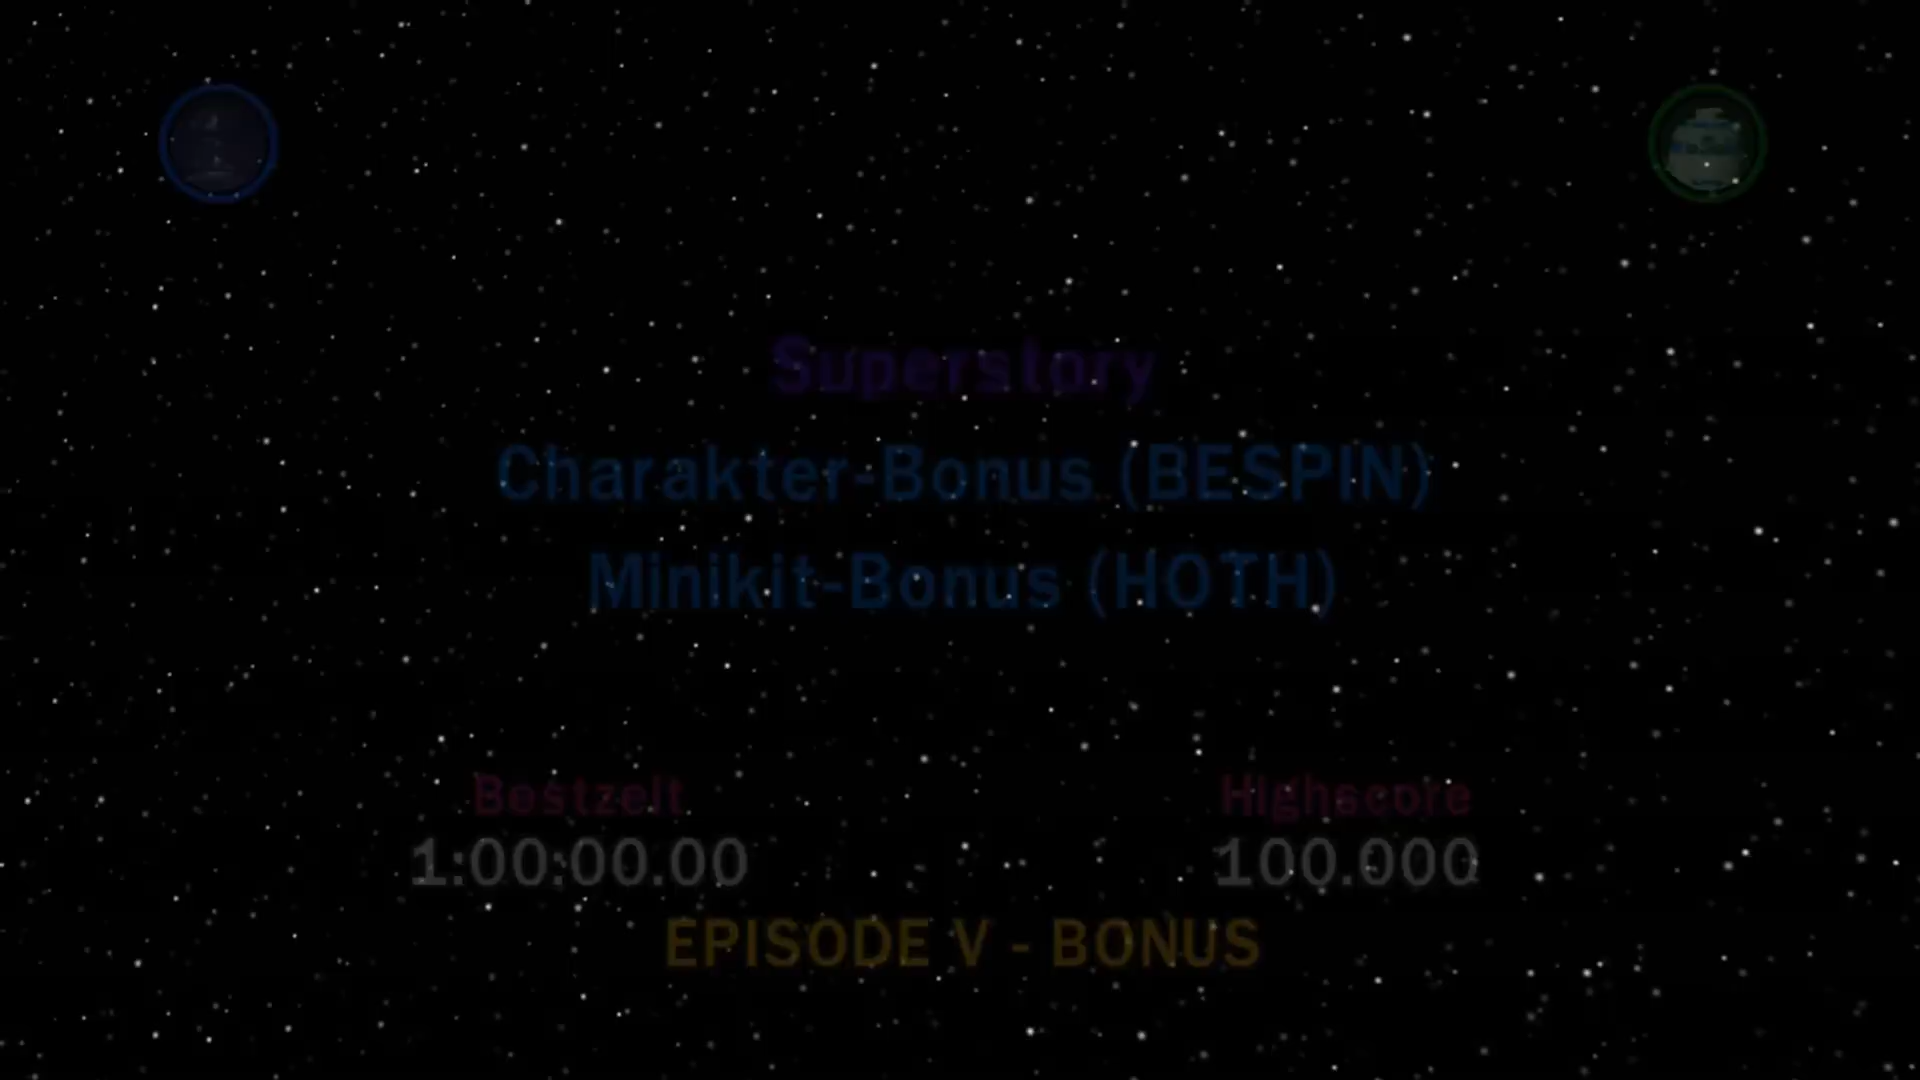 Superstory
Charakter-Bonus (BESPIN)
Minikit-Bonus (HOTH)
Bestzeit
Highscore
1:00:00.00
100.000
EPISODE V - BONUS